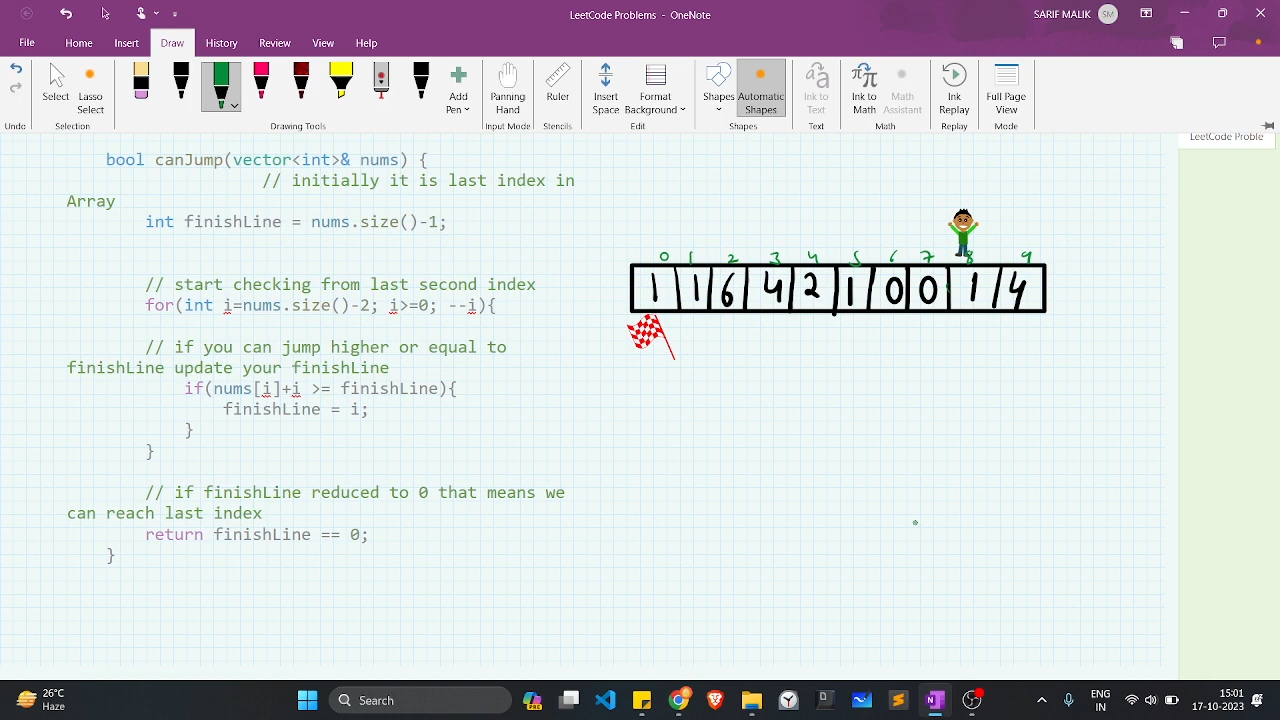 LeetCode Problems - OneNote
SARIF MALIK SM
File Home Insert Draw History Review View Help
Undo
Select
Lasso Select
Add Pen
Panning Hand
Ruler
Insert Space
Format Background
Shapes
Automatic Shapes
Ink to Text
Ink to Math
Math Assistant
Ink Replay
Full Page View
Undo Selection Drawing Tools Input Mode Stencils Edit Shapes Text Math Replay Mode
LeetCode Proble
bool canJump(vector<int>& nums) {
// initially it is last index in
Array
int finishLine = nums.size()-1;
// start checking from last second index
for(int i=nums.size()-2; i>=0; --i){
// if you can jump higher or equal to
finishLine update your finishLine
if(nums[i]+i >= finishLine){
finishLine = i;
}
}
// if finishLine reduced to 0 that means we
can reach last index
return finishLine == 0;
}
0 1 2 3 4 5 6 7 8 9
1 1 6 4 2 1 0 0 1 4
26°C
Haze
Search
PRE
ENG
IN
13:01
17-10-2023